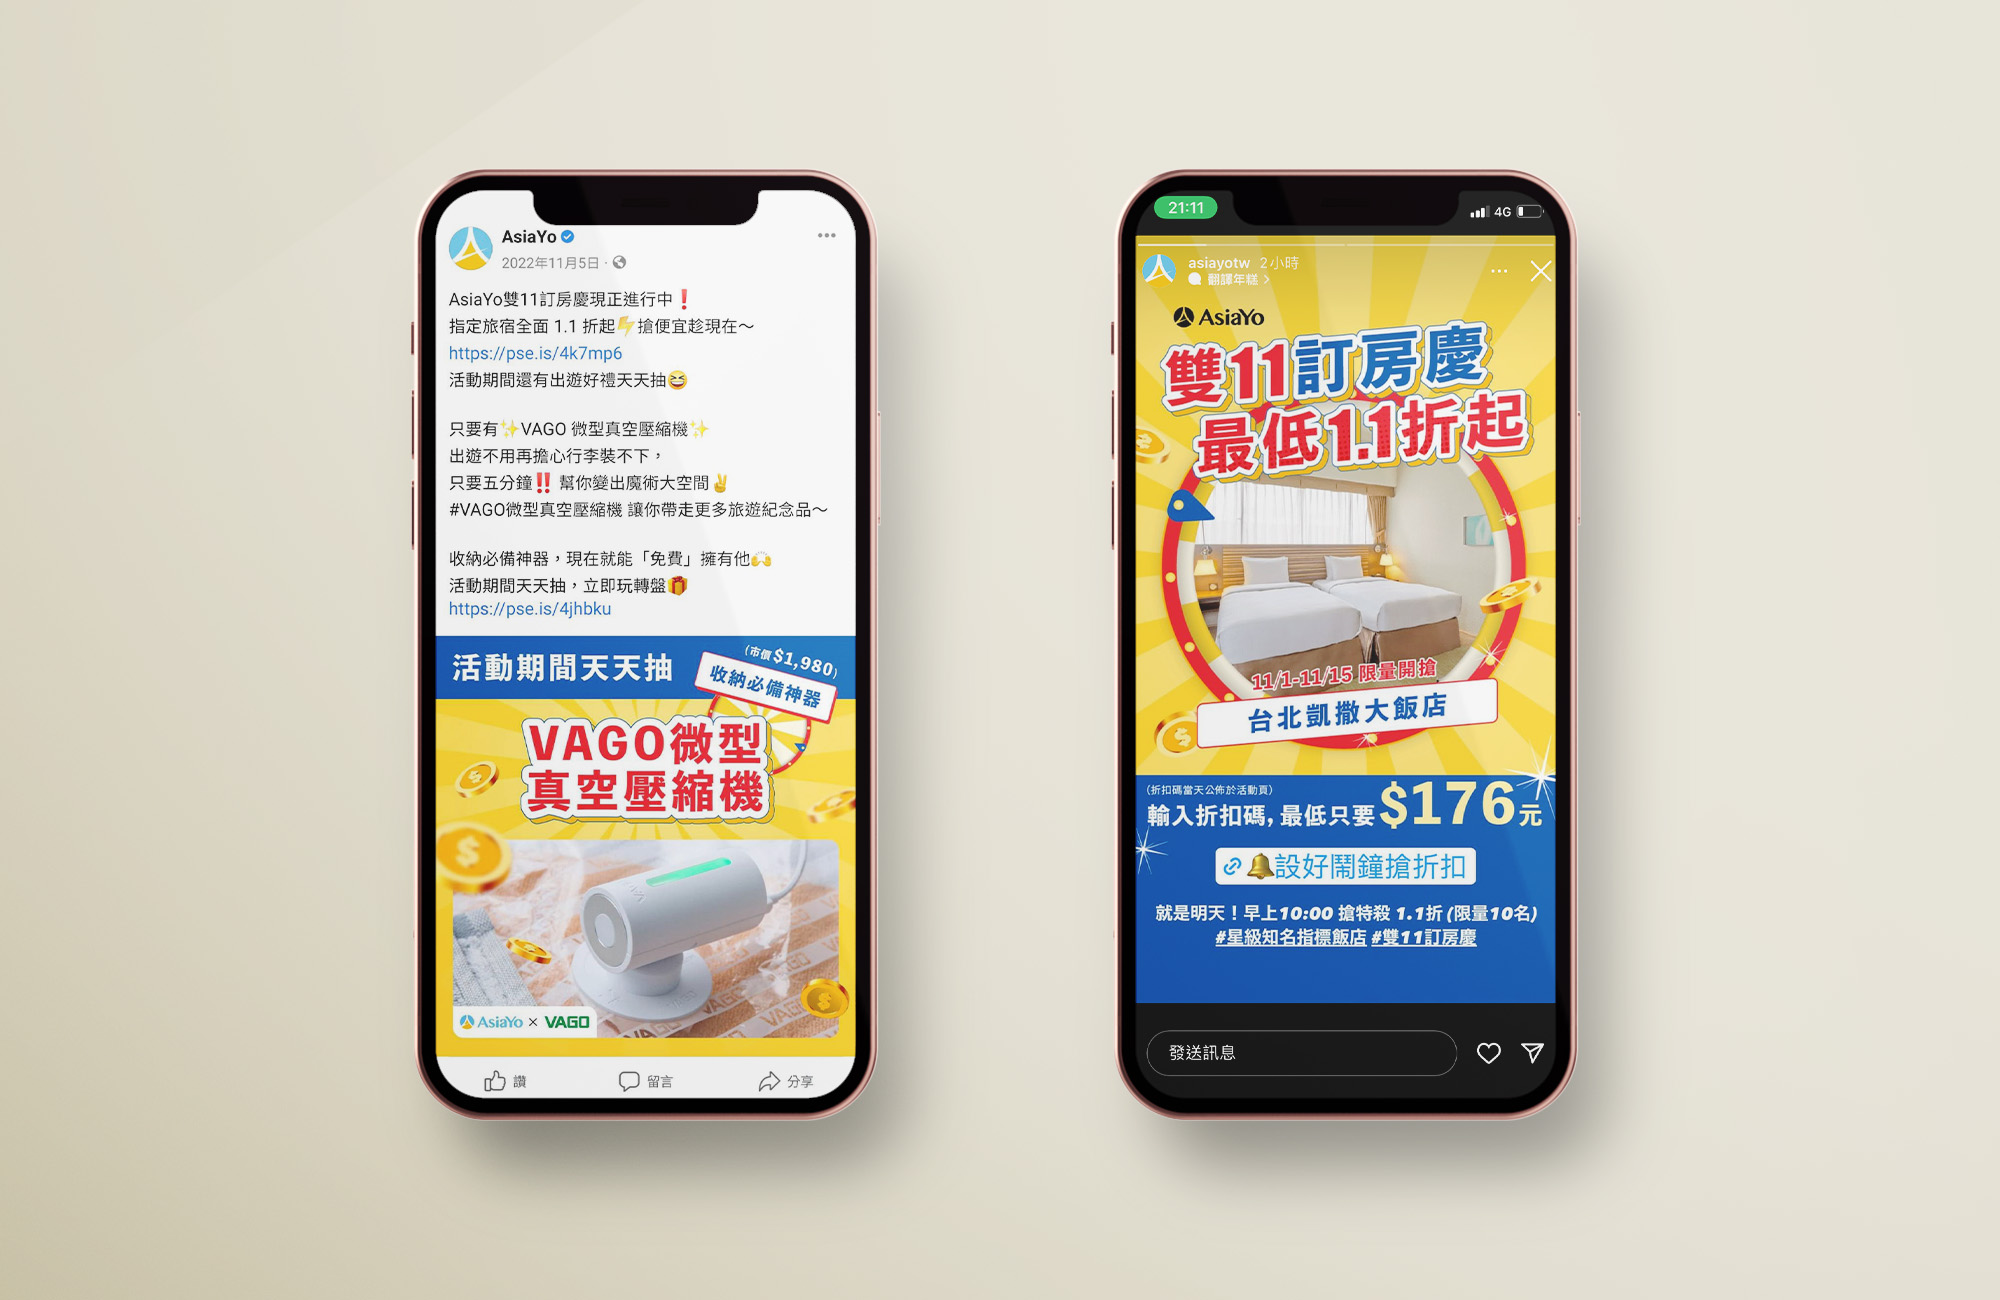 AsiaYo
2022年11月5日 ·
AsiaYo雙11訂房慶現正進行中❗
指定旅宿全面 1.1 折起⚡搶便宜趁現在～
https://pse.is/4k7mp6
活動期間還有出遊好禮天天抽😆
只要有✨VAGO 微型真空壓縮機✨
出遊不用再擔心行李裝不下，
只要五分鐘‼️ 幫你變出魔術大空間✌️
#VAGO微型真空壓縮機 讓你帶走更多旅遊紀念品～
收納必備神器，現在就能「免費」擁有他🙌
活動期間天天抽，立即玩轉盤🎁
https://pse.is/4jhbku
活動期間天天抽
(市價$1,980)
收納必備神器
VAGO微型
真空壓縮機
AsiaYo × VAGO
讚
留言
分享
21:11
4G
asiayotw 2小時
翻譯年糕 >
AsiaYo
雙11訂房慶
最低1.1折起
11/1-11/15 限量開搶
台北凱撒大飯店
(折扣碼當天公佈於活動頁)
輸入折扣碼, 最低只要$176元
🔔設好鬧鐘搶折扣
就是明天！早上10:00 搶特殺 1.1折 (限量10名)
#星級知名指標飯店 #雙11訂房慶
發送訊息